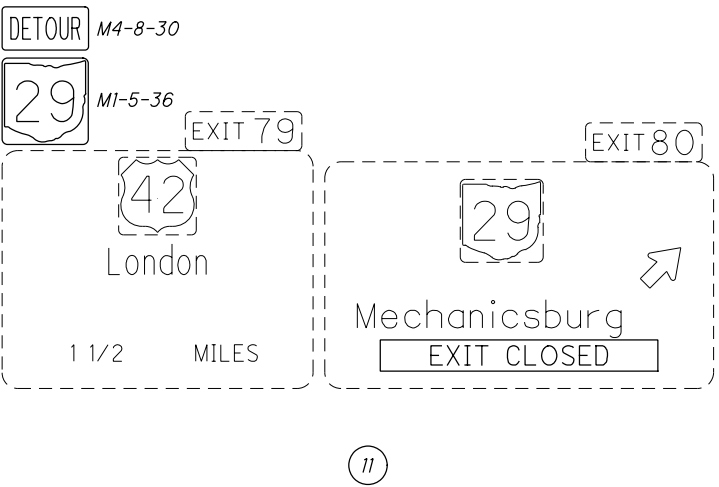 DETOUR M4-8-30
29 M1-5-36
EXIT 79
42
London
1 1/2 MILES
EXIT 80
29
Mechanicsburg
EXIT CLOSED
11